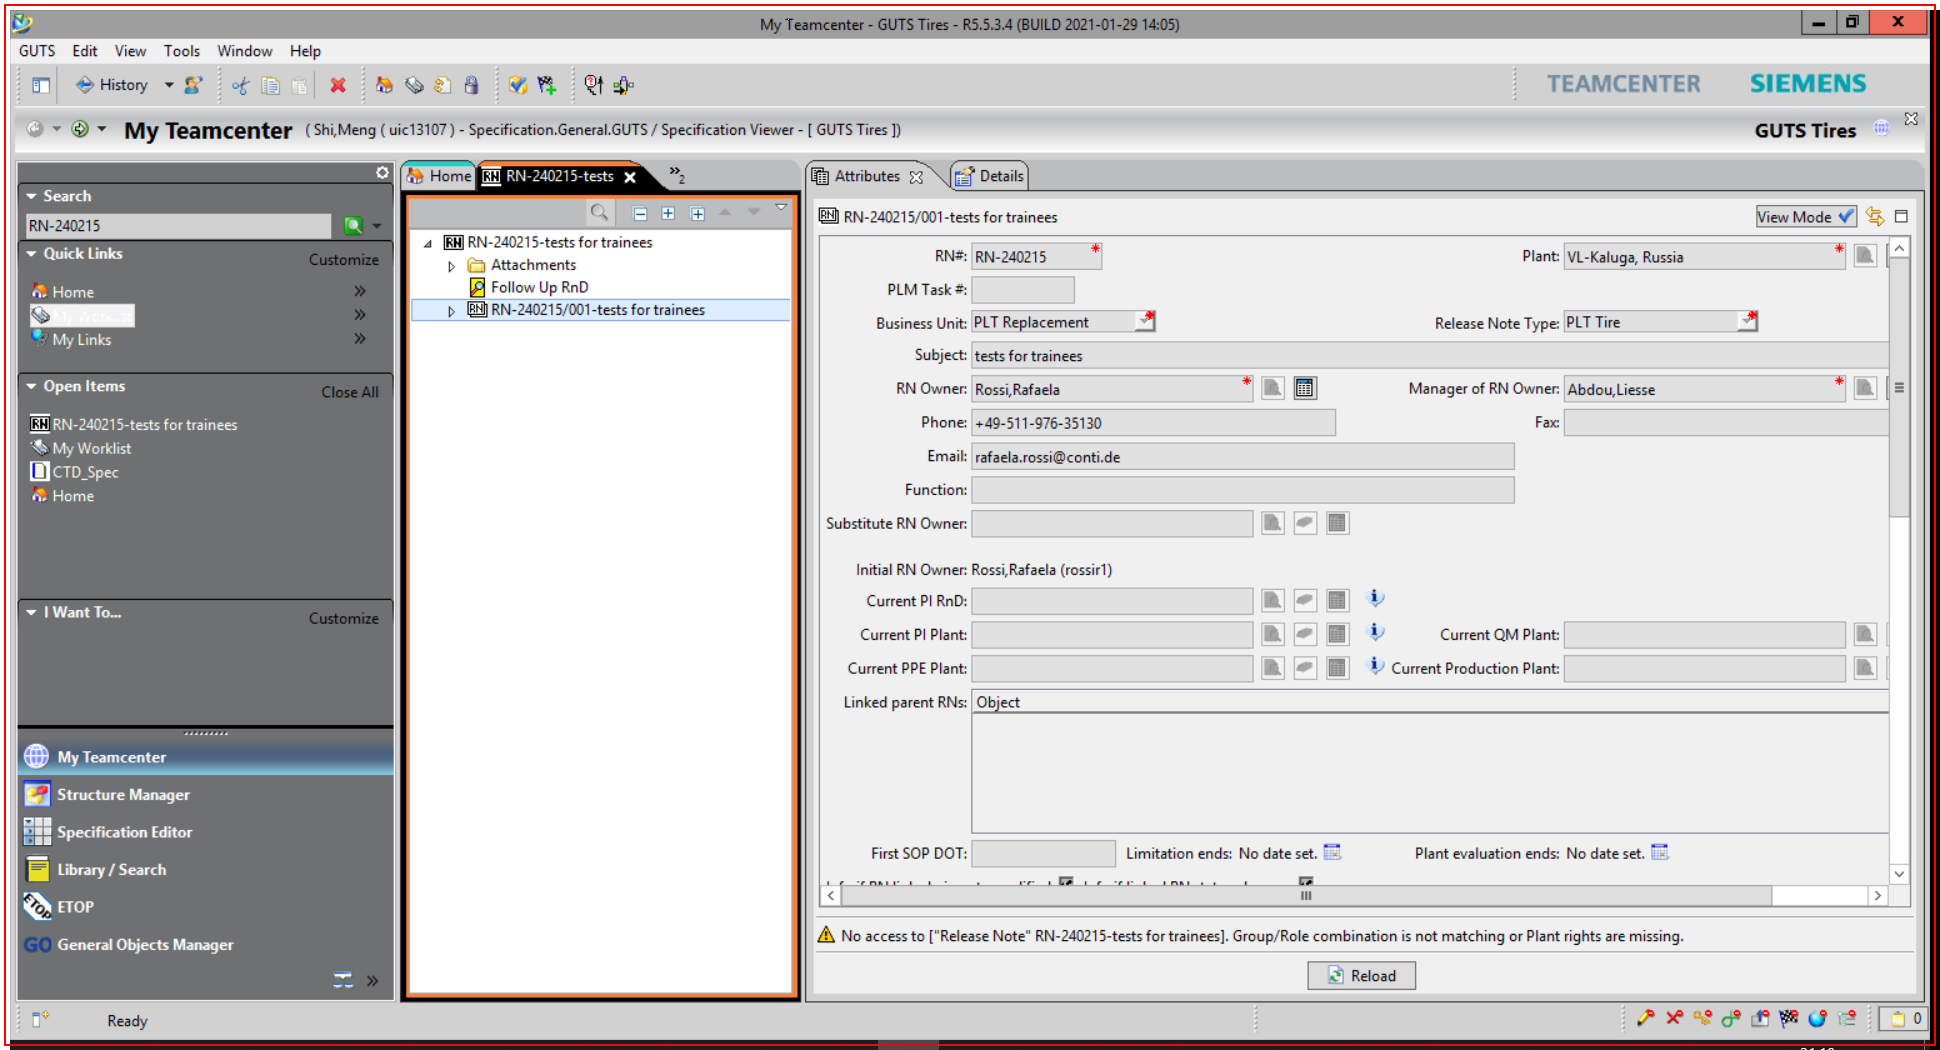 My Teamcenter - GUTS Tires - R5.5.3.4 (BUILD 2021-01-29 14:05)
GUTS Edit View Tools Window Help
History
TEAMCENTER SIEMENS
My Teamcenter ( Shi,Meng ( uic13107 ) - Specification.General.GUTS / Specification Viewer - [ GUTS Tires ])
GUTS Tires
Search
RN-240215
Quick Links Customize
Home
My Links
Open Items Close All
RN RN-240215-tests for trainees
My Worklist
CTD_Spec
Home
I Want To... Customize
My Teamcenter
Structure Manager
Specification Editor
Library / Search
ETOP ETOP
GO General Objects Manager
Home RN RN-240215-tests »2
RN RN-240215-tests for trainees
Attachments
Follow Up RnD
RN RN-240215/001-tests for trainees
Attributes Details
RN RN-240215/001-tests for trainees View Mode
RN#: RN-240215 Plant: VL-Kaluga, Russia
PLM Task #:
Business Unit: PLT Replacement Release Note Type: PLT Tire
Subject: tests for trainees
RN Owner: Rossi,Rafaela Manager of RN Owner: Abdou,Liesse
Phone: +49-511-976-35130 Fax:
Email: rafaela.rossi@conti.de
Function:
Substitute RN Owner:
Initial RN Owner: Rossi,Rafaela (rossir1)
Current PI RnD:
Current PI Plant: Current QM Plant:
Current PPE Plant: Current Production Plant:
Linked parent RNs: Object
First SOP DOT: Limitation ends: No date set. Plant evaluation ends: No date set.
No access to ["Release Note" RN-240215-tests for trainees]. Group/Role combination is not matching or Plant rights are missing.
Reload
Ready
0